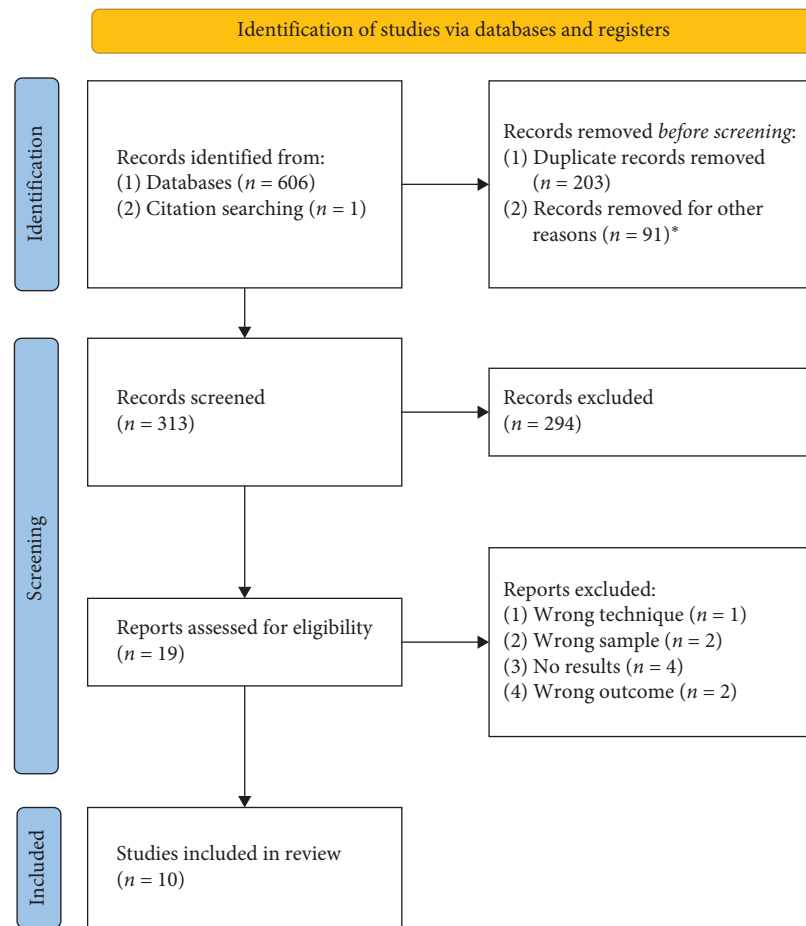 Identification of studies via databases and registers
Identification
Records identified from:
(1) Databases (n = 606)
(2) Citation searching (n = 1)
Records removed before screening:
(1) Duplicate records removed
(n = 203)
(2) Records removed for other
reasons (n = 91)*
Screening
Records screened
(n = 313)
Records excluded
(n = 294)
Reports assessed for eligibility
(n = 19)
Reports excluded:
(1) Wrong technique (n = 1)
(2) Wrong sample (n = 2)
(3) No results (n = 4)
(4) Wrong outcome (n = 2)
Included
Studies included in review
(n = 10)